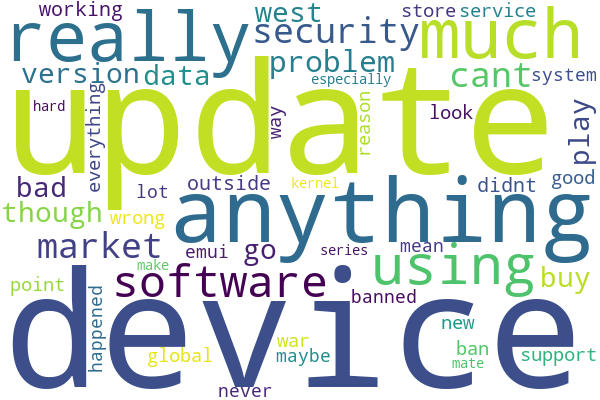 working
west
store
service
really
security
much
version
data
problem
especially
cant
system
update
hard
everything
way
reason
look
play
bad
lot
outside
kernel
didnt
good
though
wrong
anything
market
emui
go
series
mean
using
buy
point
make
software
banned
device
happened
global
war
maybe
new
ban
mate
support
never